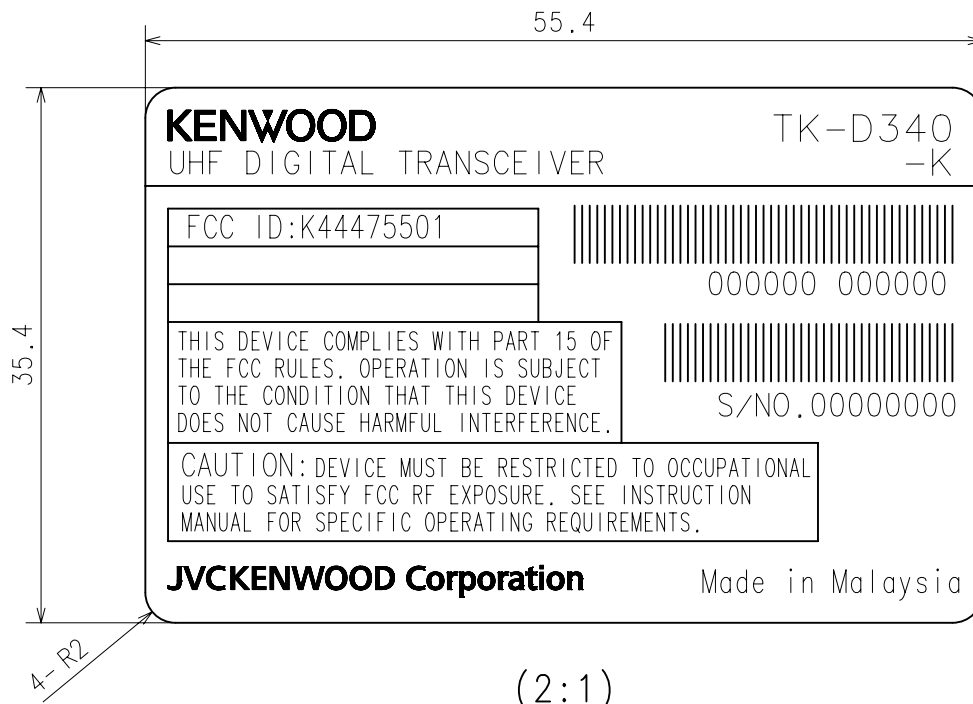 55.4
KENWOOD
TK-D340
UHF DIGITAL TRANSCEIVER
-K
FCC ID:K44475501
000000 000000
35.4
THIS DEVICE COMPLIES WITH PART 15 OF
THE FCC RULES. OPERATION IS SUBJECT
TO THE CONDITION THAT THIS DEVICE
DOES NOT CAUSE HARMFUL INTERFERENCE.
S/NO.00000000
CAUTION: DEVICE MUST BE RESTRICTED TO OCCUPATIONAL
USE TO SATISFY FCC RF EXPOSURE. SEE INSTRUCTION
MANUAL FOR SPECIFIC OPERATING REQUIREMENTS.
JVCKENWOOD Corporation
Made in Malaysia
4-R2
(2:1)